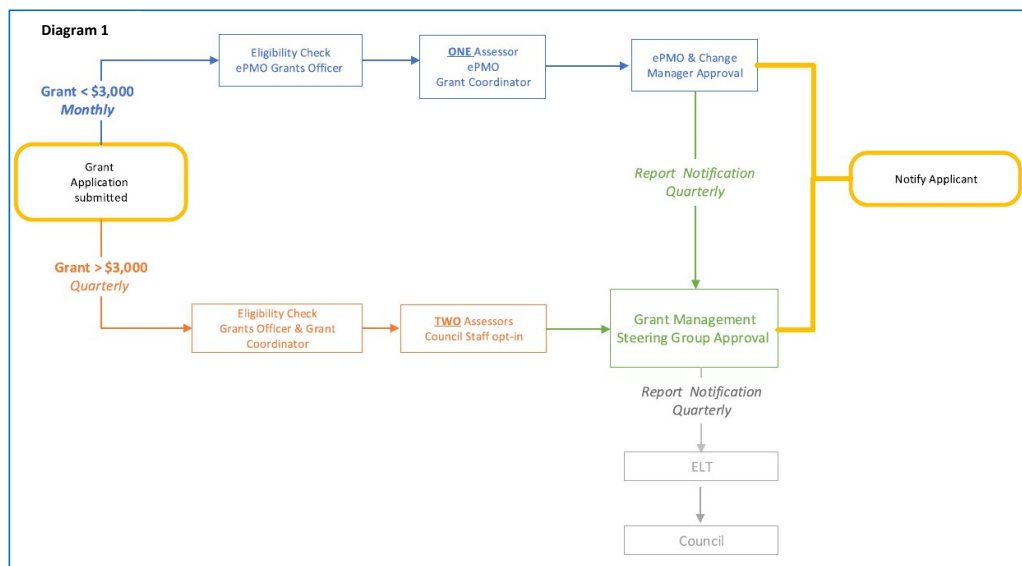 Diagram 1
Eligibility Check
ePMO Grants Officer
ONE Assessor
ePMO
Grant Coordinator
ePMO & Change
Manager Approval
Grant < $3,000
Monthly
Grant
Application
submitted
Report Notification
Quarterly
Notify Applicant
Grant > $3,000
Quarterly
Eligibility Check
Grants Officer & Grant
Coordinator
TWO Assessors
Council Staff opt-in
Grant Management
Steering Group Approval
Report Notification
Quarterly
ELT
Council